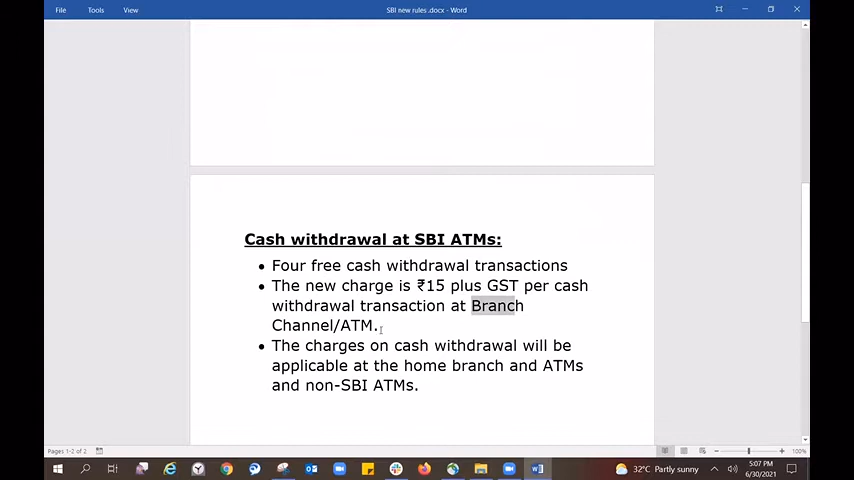 File Tools View SBI new rules .docx - Word
Cash withdrawal at SBI ATMs:
• Four free cash withdrawal transactions
• The new charge is ₹15 plus GST per cash
withdrawal transaction at Branch
Channel/ATM.
• The charges on cash withdrawal will be
applicable at the home branch and ATMs
and non-SBI ATMs.
Pages 1-2 of 2 100%
32°C Partly sunny 5:07 PM
6/30/2021